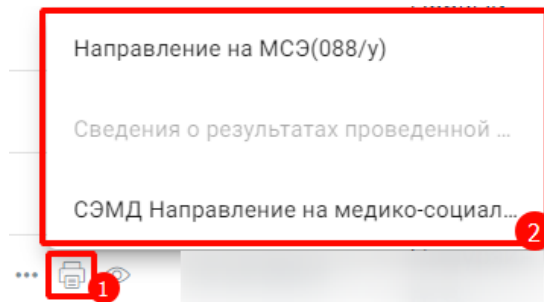 Направление на МСЭ(088/у)
Сведения о результатах проведенной ...
СЭМД Направление на медико-социал...
2
... 1